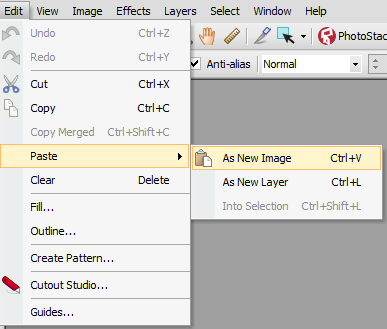 Edit View Image Effects Layers Select Window Help
Undo Ctrl+Z
Redo Ctrl+Y
PhotoStac
Cut Ctrl+X
Anti-alias Normal
Copy Ctrl+C
Copy Merged Ctrl+Shift+C
Paste
As New Image Ctrl+V
Clear Delete
As New Layer Ctrl+L
Fill...
Into Selection Ctrl+Shift+L
Outline...
Create Pattern...
Cutout Studio...
Guides...